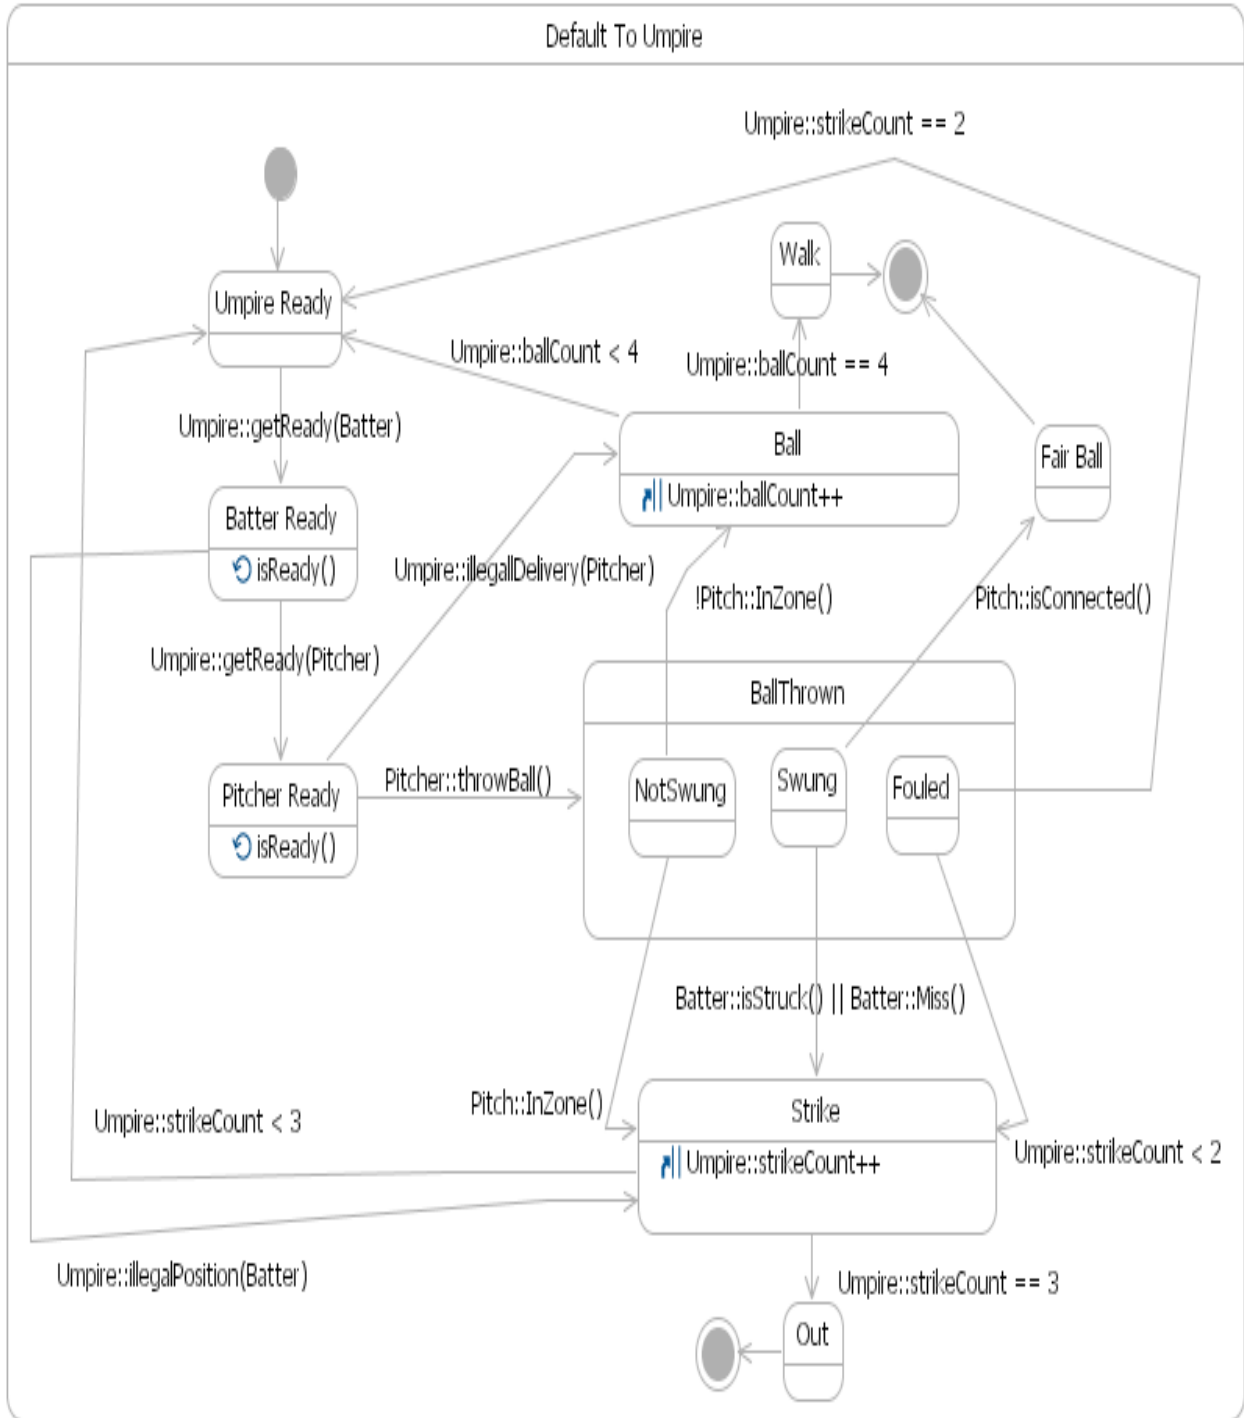 Default To Umpire
Umpire::strikeCount == 2
Walk
Umpire Ready
Umpire::ballCount < 4
Umpire::ballCount == 4
Umpire::getReady(Batter)
Ball
Umpire::ballCount++
Fair Ball
Batter Ready
isReady()
Umpire::illegallDelivery(Pitcher)
!Pitch::InZone()
Pitch::isConnected()
Umpire::getReady(Pitcher)
BallThrown
Pitcher Ready
isReady()
Pitcher::throwBall()
NotSwung
Swung
Fouled
Batter::isStruck() || Batter::Miss()
Pitch::InZone()
Umpire::strikeCount < 3
Strike
Umpire::strikeCount++
Umpire::strikeCount < 2
Umpire::illegalPosition(Batter)
Umpire::strikeCount == 3
Out